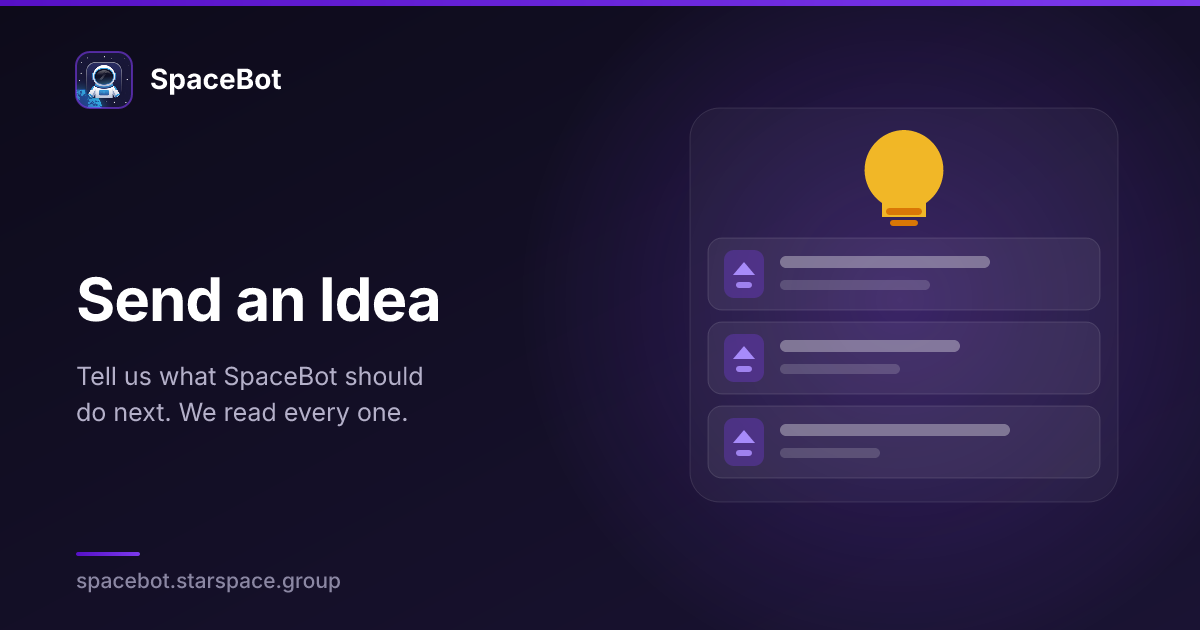 SpaceBot
Send an Idea
Tell us what SpaceBot should
do next. We read every one.
spacebot.starspace.group